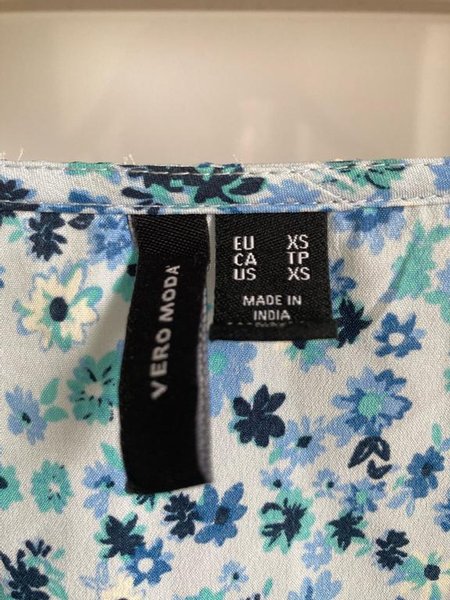 VERO MODA
EU XS
CA TP
US XS
MADE IN
INDIA